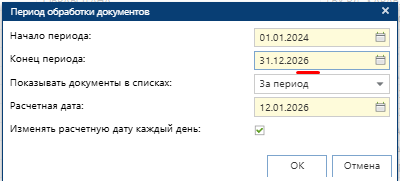 Период обработки документов
Начало периода: 01.01.2024
Конец периода: 31.12.2026
Показывать документы в списках: За период
Расчетная дата: 12.01.2026
Изменять расчетную дату каждый день:
ОК Отмена